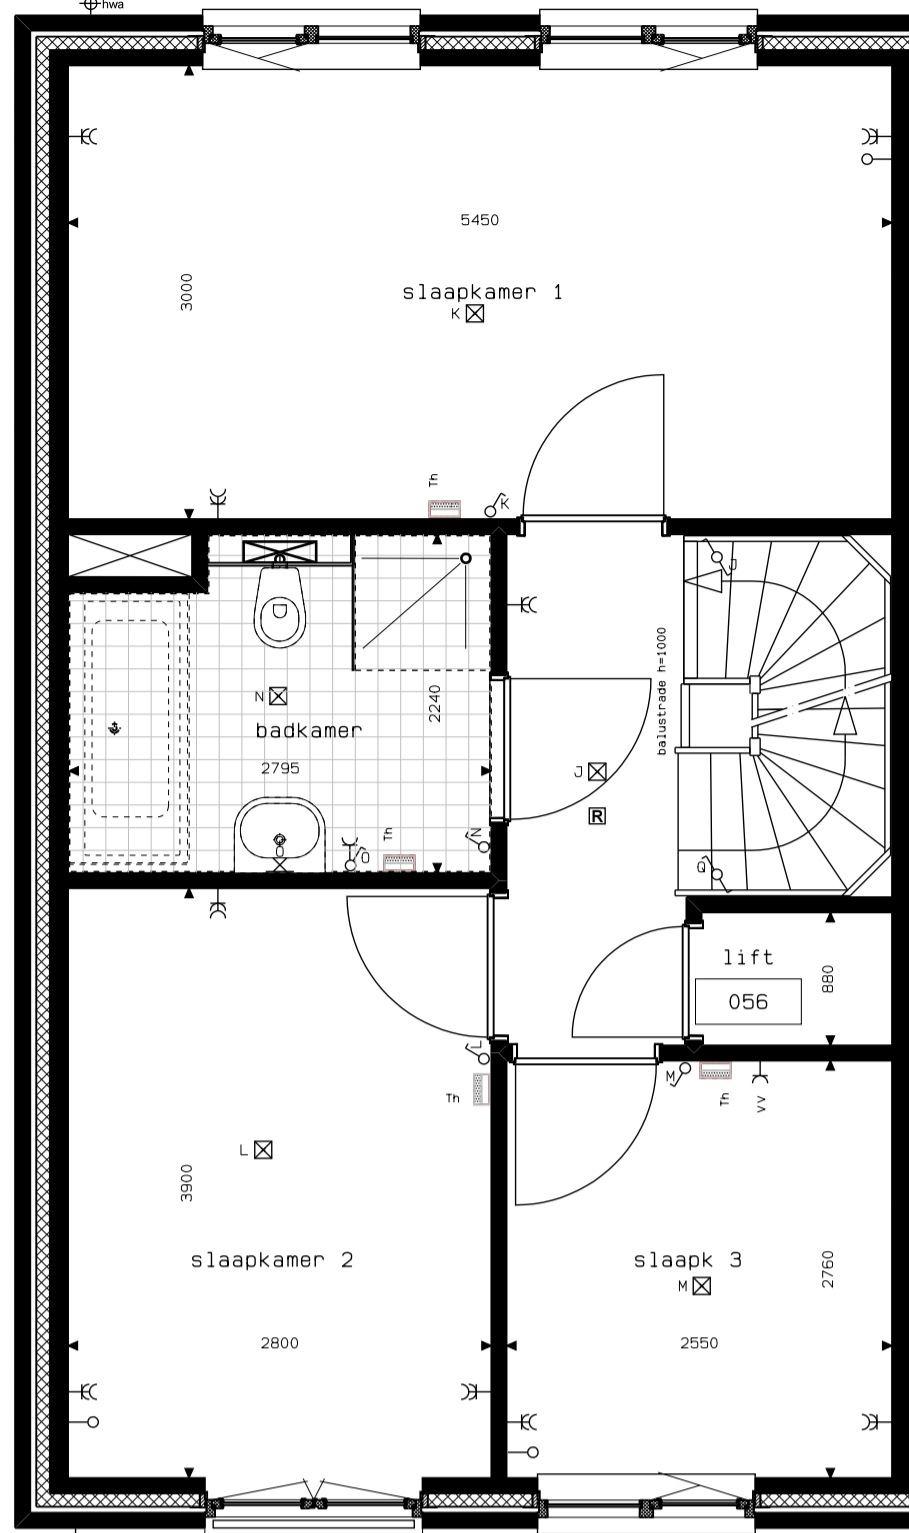 hwa
5450
3000
slaapkamer 1
K
Th
K
J
balustrade h=1000
N
badkamer
2240
2795
J
R
Th
N
O
Q
lift
056
880
L
M
Th
Th
VV
L
3900
slaapkamer 2
slaapk 3
M
2760
2800
2550